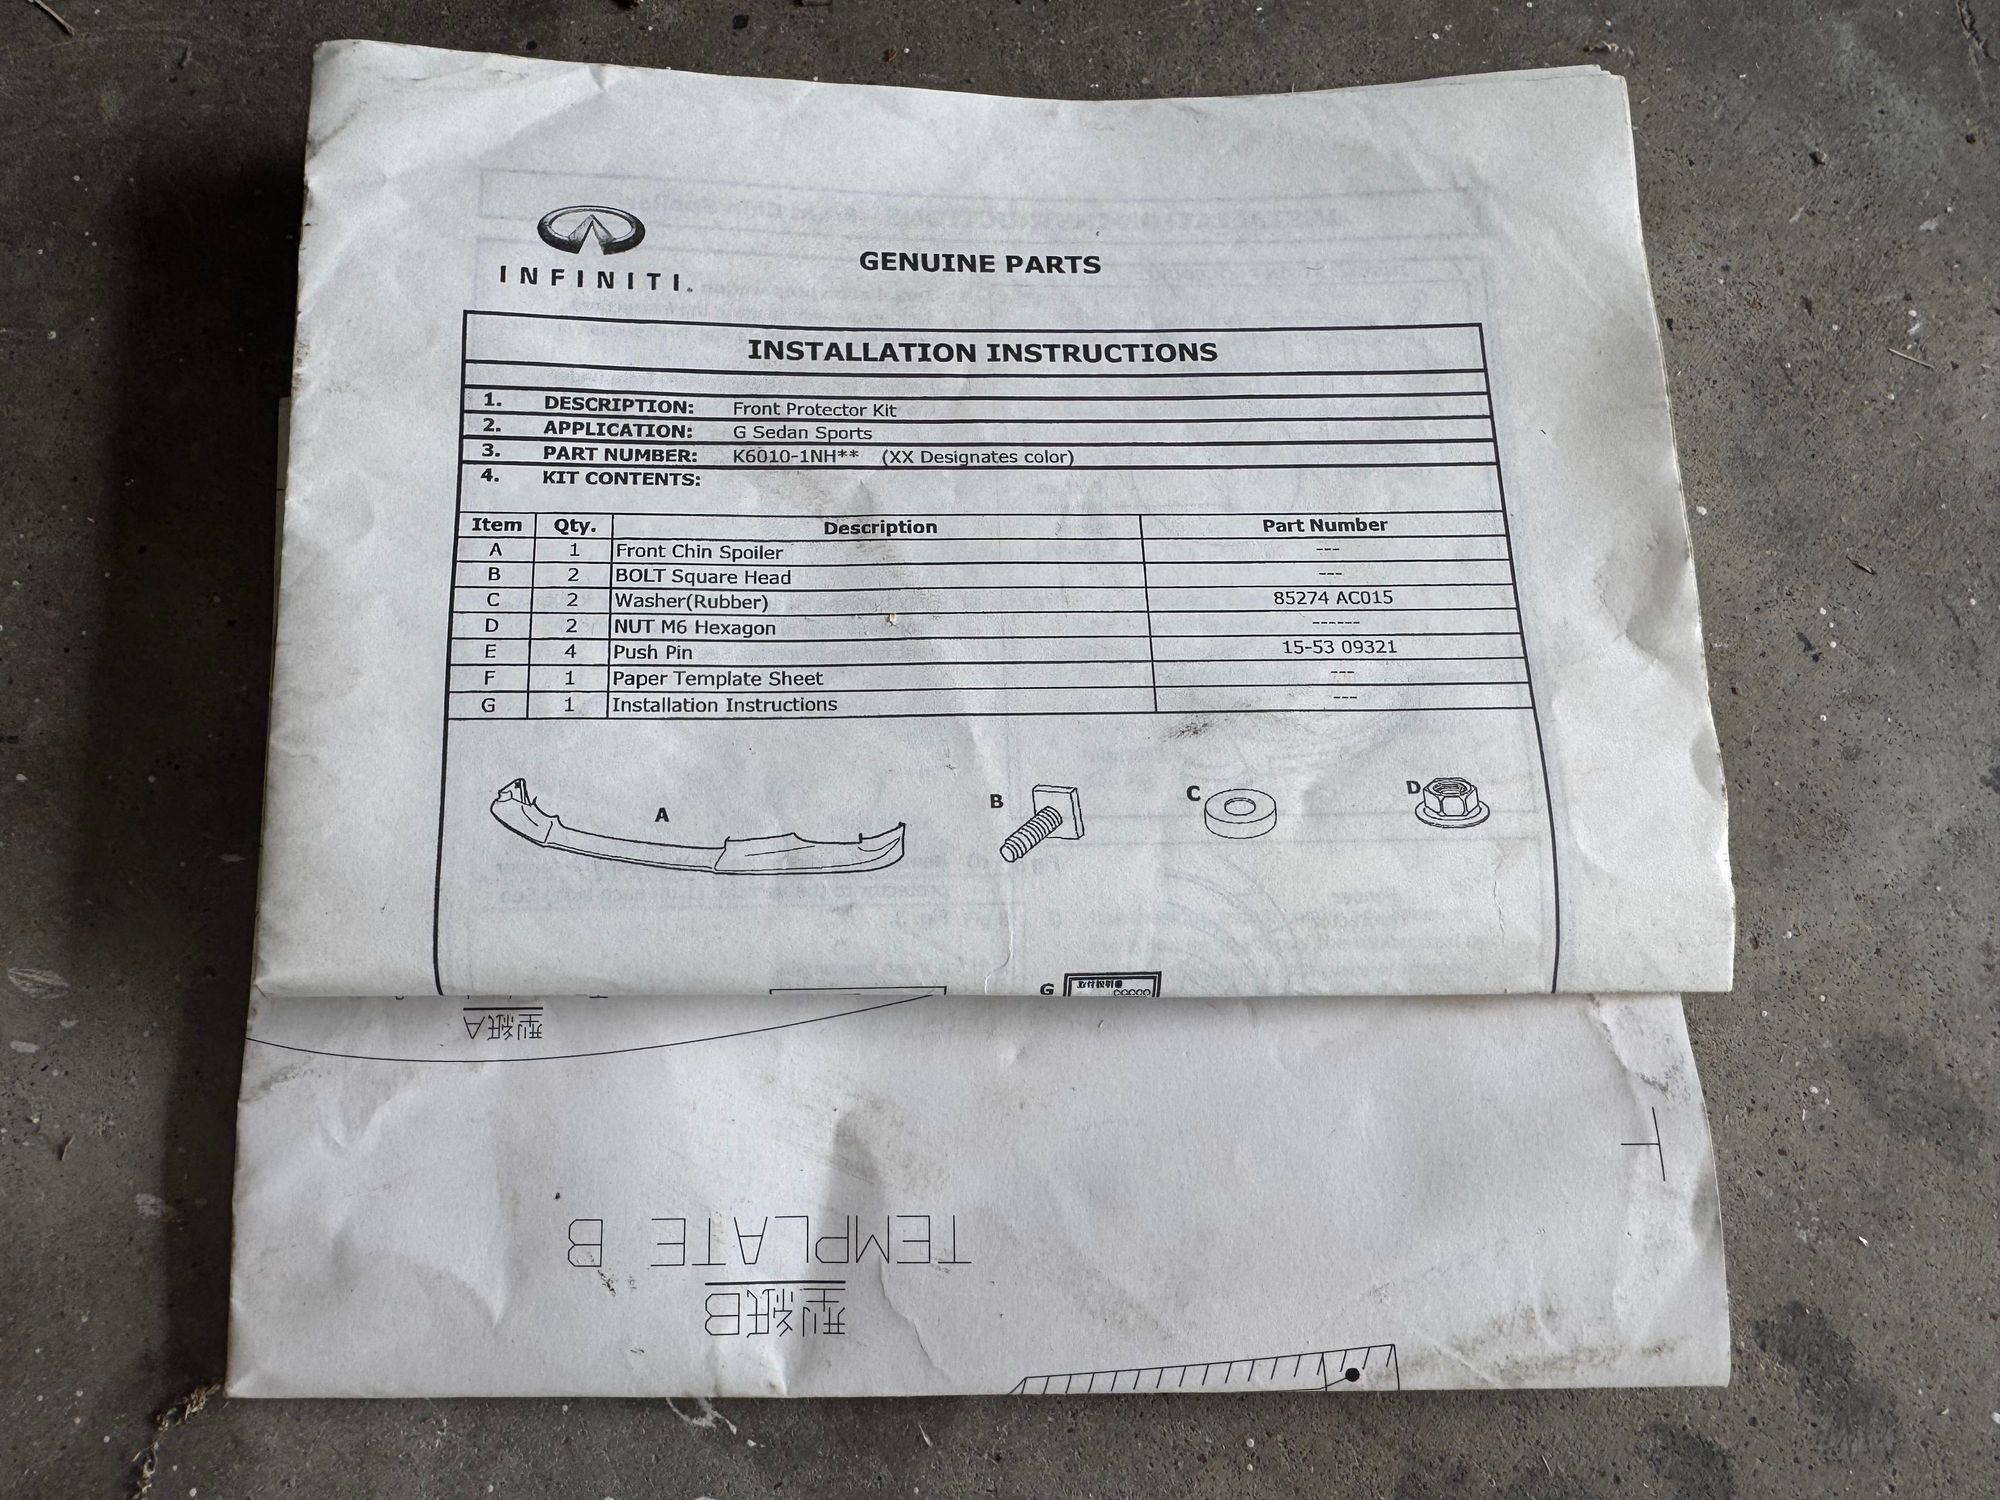 INFINITI
GENUINE PARTS
INSTALLATION INSTRUCTIONS
1. DESCRIPTION: Front Protector Kit
2. APPLICATION: G Sedan Sports
3. PART NUMBER: K6010-1NH** (XX Designates color)
4. KIT CONTENTS:
Item Qty. Description Part Number
A 1 Front Chin Spoiler ---
B 2 BOLT Square Head ---
C 2 Washer(Rubber) 85274 AC015
D 2 NUT M6 Hexagon ------
E 4 Push Pin 15-53 09321
F 1 Paper Template Sheet ---
G 1 Installation Instructions ---
A B C D
G
型紙A
TEMPLATE B
型紙B